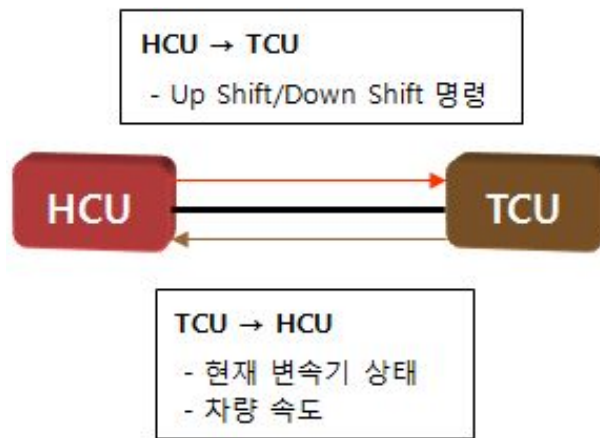 HCU → TCU
- Up Shift/Down Shift 명령
HCU
TCU
TCU → HCU
- 현재 변속기 상태
- 차량 속도